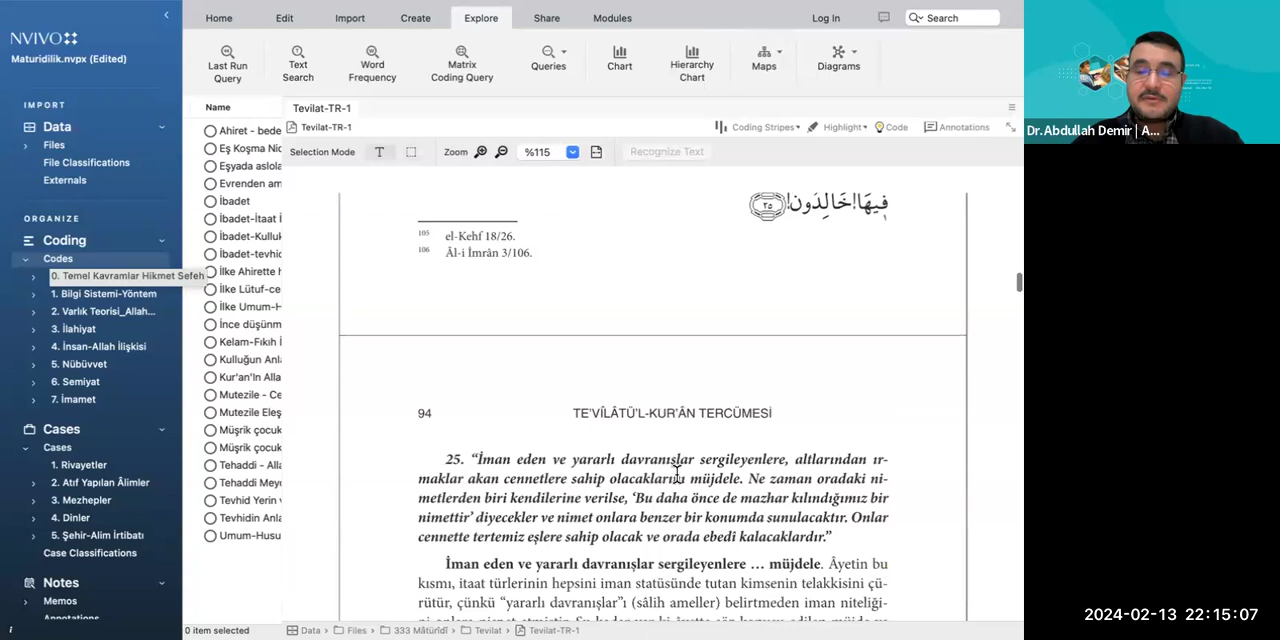 Home Edit Import Create Explore Share Modules Log In Search
NVIVO
Maturidilik.nvpx (Edited)
Last Run Query
Text Search
Word Frequency
Matrix Coding Query
Queries
Chart
Hierarchy Chart
Maps
Diagrams
IMPORT
Data
Files
File Classifications
Externals
ORGANIZE
Coding
Codes
0. Temel Kavramlar Hikmet Sefeh
1. Bilgi Sistemi-Yöntem
2. Varlık Teorisi_Allah...
3. İlahiyat
4. İnsan-Allah İlişkisi
5. Nübüvvet
6. Semiyat
7. İmamet
Cases
Cases
1. Rivayetler
2. Atıf Yapılan Âlimler
3. Mezhepler
4. Dinler
5. Şehir-Alim İrtibatı
Case Classifications
Notes
Memos
Name
Ahiret - bede
Eş Koşma Nic
Eşyada aslola
Evrenden am
İbadet
İbadet-İtaat İ
İbadet-Kulluk
İbadet-tevhic
İlke Ahirette h
İlke Lütuf-ce
İlke Umum-H
İnce düşünm
Kelam-Fıkıh İ
Kulluğun Anla
Kur'an'ın Alla
Mutezile - Ce
Mutezile Eleş
Müşrik çocuk
Müşrik çocuk
Tehaddi - Alla
Tehaddi Meyd
Tevhid Yerin v
Tevhidin Anla
Umum-Husu
0 item selected
Tevilat-TR-1
Tevilat-TR-1 Coding Stripes Highlight Code Annotations
Selection Mode T Zoom %115 Recognize Text
فِيهَا خَالِدُونَ ٢٥
105 el-Kehf 18/26.
106 Âl-i İmrân 3/106.
94 TE'VÎLÂTÜ'L-KUR'ÂN TERCÜMESİ
25. “İman eden ve yararlı davranışlar sergileyenlere, altlarından ır-
maklar akan cennetlere sahip olacaklarını müjdele. Ne zaman oradaki ni-
metlerden biri kendilerine verilse, ‘Bu daha önce de mazhar kılındığımız bir
nimettir’ diyecekler ve nimet onlara benzer bir konumda sunulacaktır. Onlar
cennette tertemiz eşlere sahip olacak ve orada ebedî kalacaklardır.”
İman eden ve yararlı davranışlar sergileyenlere … müjdele. Âyetin bu
kısmı, itaat türlerinin hepsini iman statüsünde tutan kimsenin telakkisini çü-
rütür, çünkü “yararlı davranışlar”ı (sâlih ameller) belirtmeden iman niteliği-
Data Files 333 Mâtürîdî Tevilat Tevilat-TR-1
Dr.Abdullah Demir | A...
2024-02-13 22:15:07